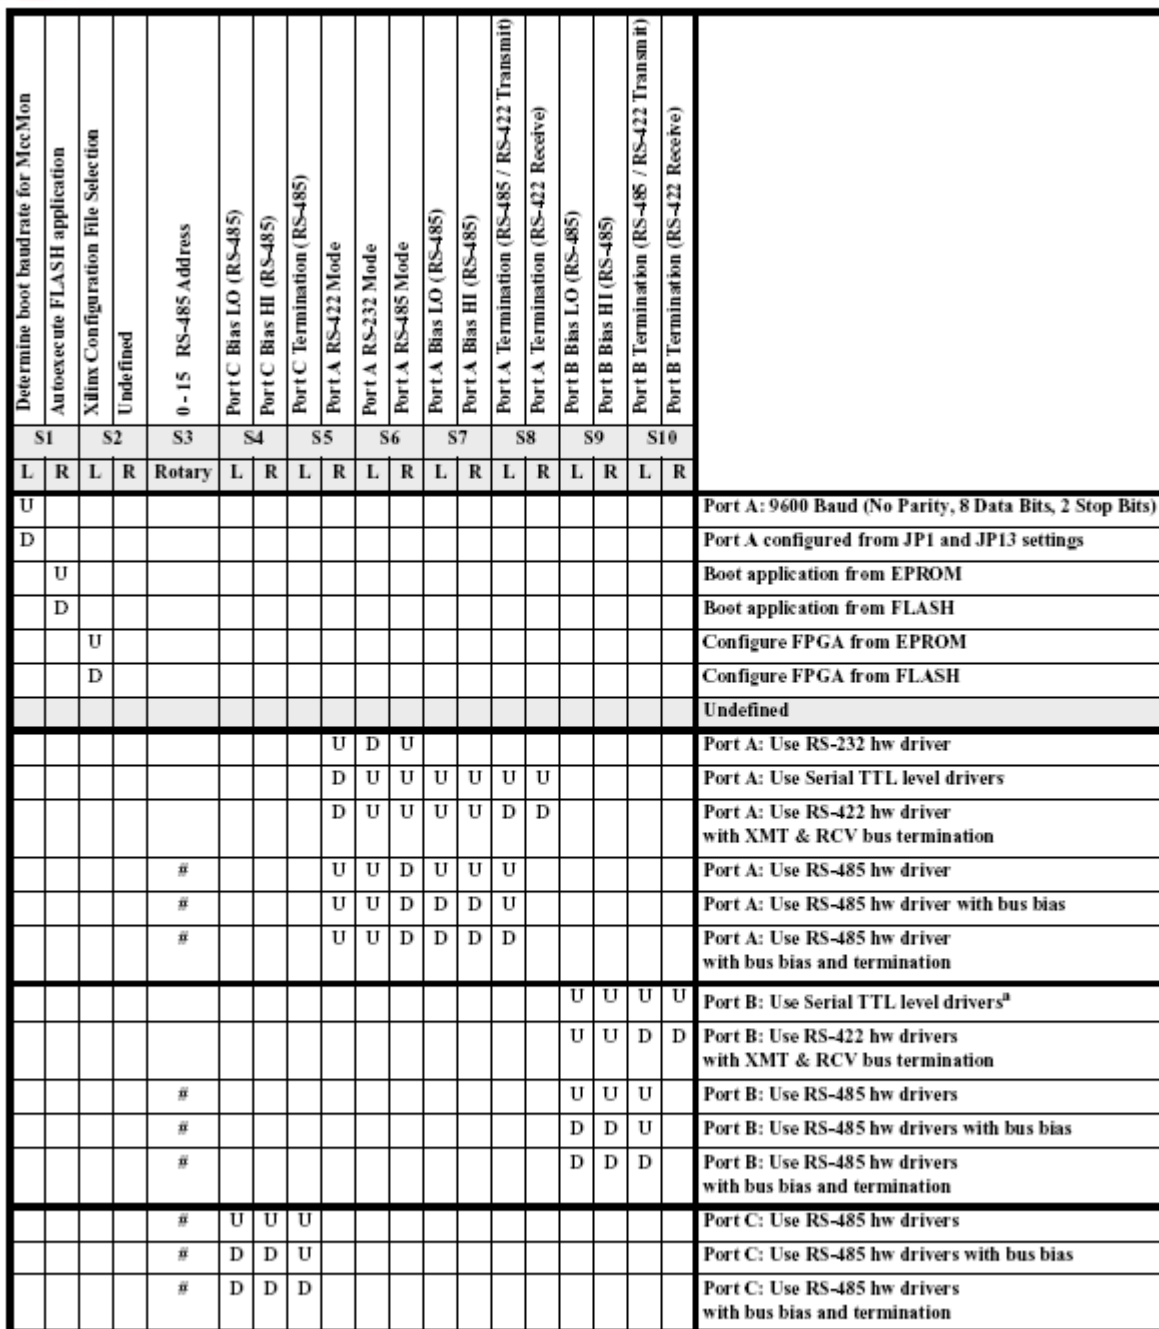 Determine boot baudrate for MccMon
Autoexecute FLASH application
Xilinx Configuration File Selection
Undefined
0 - 15 RS-485 Address
Port C Bias LO (RS-485)
Port C Bias HI (RS-485)
Port C Termination (RS-485)
Port A RS-422 Mode
Port A RS-232 Mode
Port A RS-485 Mode
Port A Bias LO (RS-485)
Port A Bias HI (RS-485)
Port A Termination (RS-485 / RS-422 Transmit)
Port A Termination (RS-422 Receive)
Port B Bias LO (RS-485)
Port B Bias HI (RS-485)
Port B Termination (RS-485 / RS-422 Transmit)
Port B Termination (RS-422 Receive)
S1 S2 S3 S4 S5 S6 S7 S8 S9 S10
L R L R Rotary L R L R L R L R L R L R L R
U Port A: 9600 Baud (No Parity, 8 Data Bits, 2 Stop Bits)
D Port A configured from JP1 and JP13 settings
U Boot application from EPROM
D Boot application from FLASH
U Configure FPGA from EPROM
D Configure FPGA from FLASH
Undefined
U D U Port A: Use RS-232 hw driver
D U U U U U U Port A: Use Serial TTL level drivers
D U U U U D D Port A: Use RS-422 hw driver
with XMT & RCV bus termination
# U U D U U U Port A: Use RS-485 hw driver
# U U D D D U Port A: Use RS-485 hw driver with bus bias
# U U D D D D Port A: Use RS-485 hw driver
with bus bias and termination
U U U U Port B: Use Serial TTL level driversa
U U D D Port B: Use RS-422 hw drivers
with XMT & RCV bus termination
# U U U Port B: Use RS-485 hw drivers
# D D U Port B: Use RS-485 hw drivers with bus bias
# D D D Port B: Use RS-485 hw drivers
with bus bias and termination
# U U U Port C: Use RS-485 hw drivers
# D D U Port C: Use RS-485 hw drivers with bus bias
# D D D Port C: Use RS-485 hw drivers
with bus bias and termination